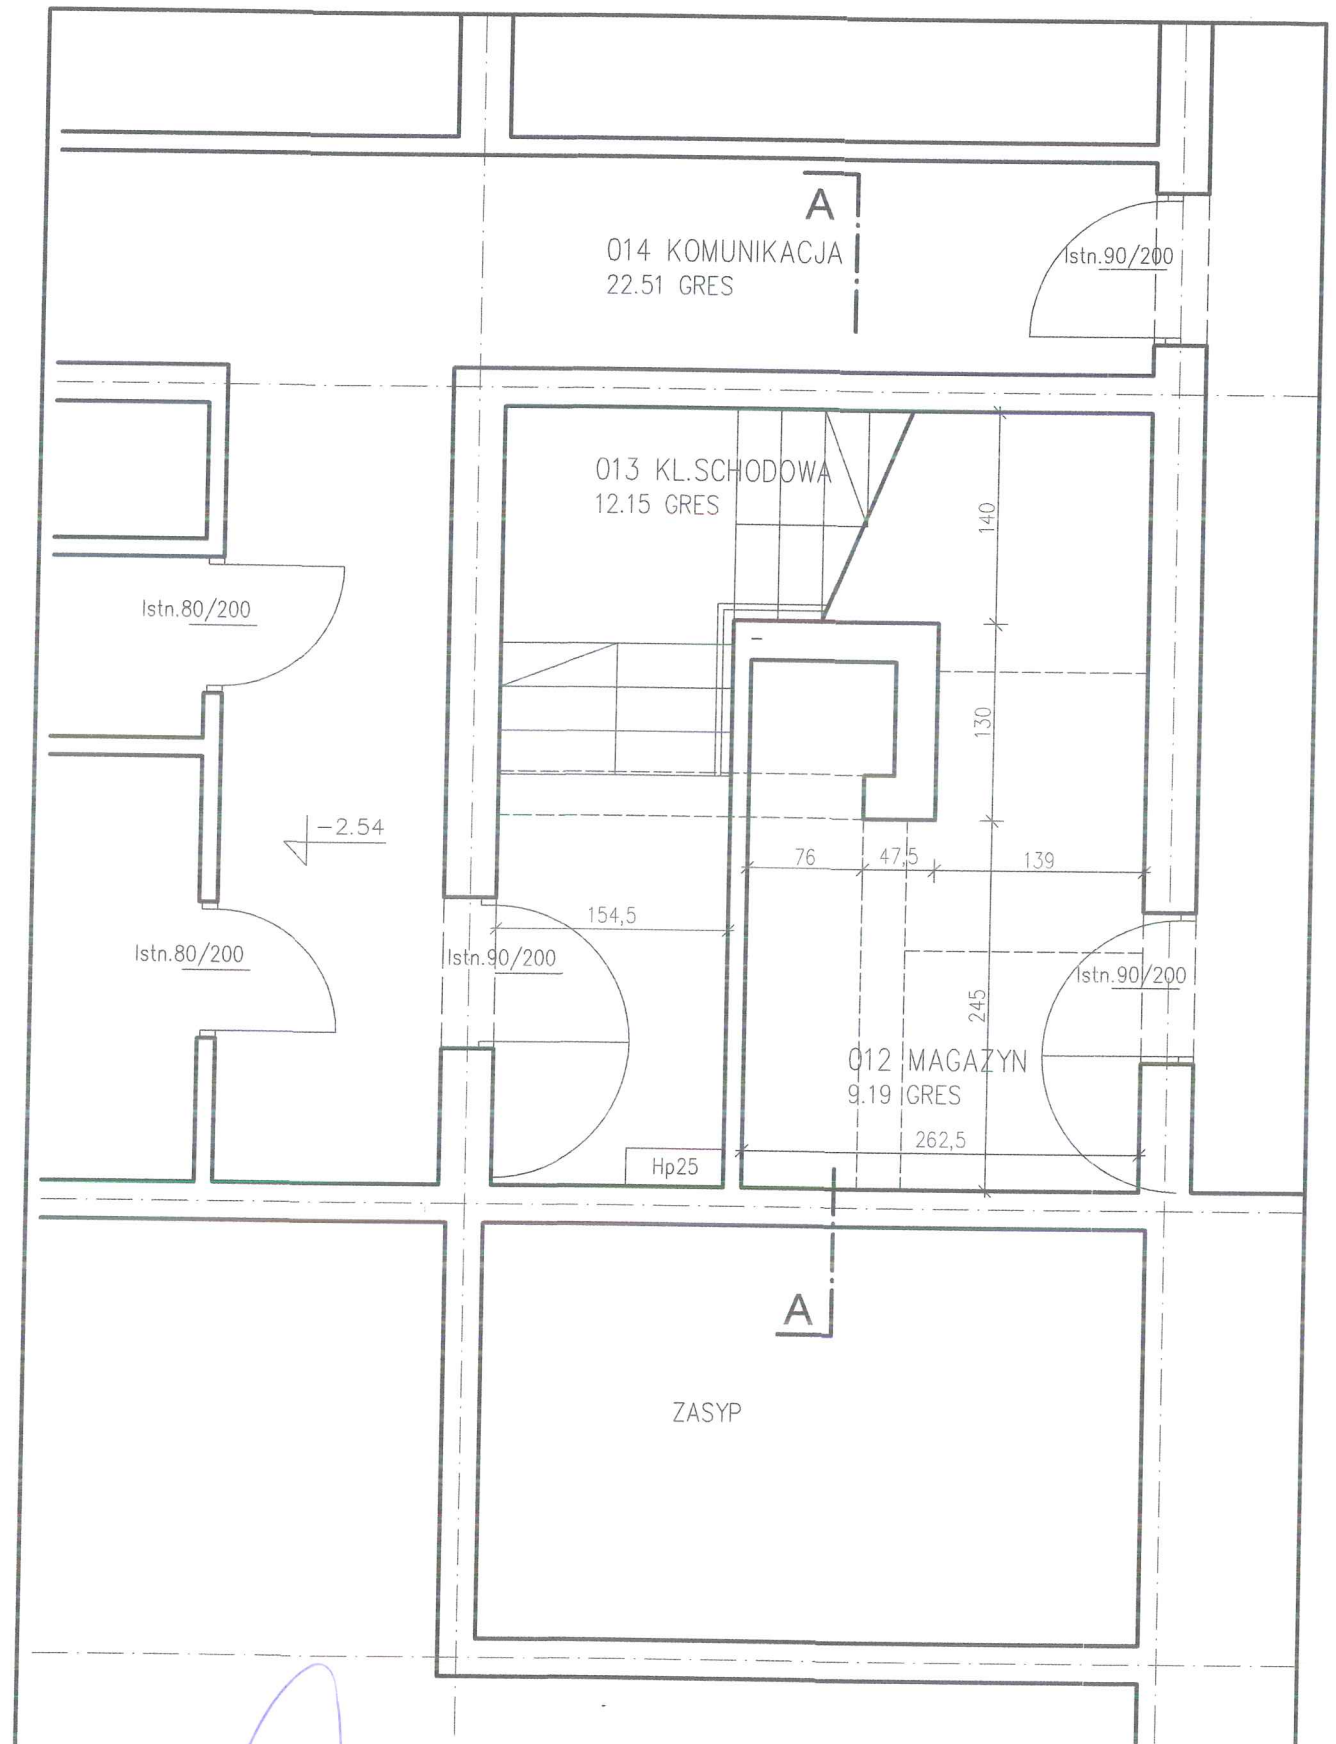 A
014 KOMUNIKACJA
22.51 GRES
Istn.90/200
013 KL.SCHODOWA
12.15 GRES
140
Istn.80/200
130
-2.54
76
47,5
139
154,5
Istn.80/200
Istn.90/200
Istn.90/200
245
012 MAGAZYN
9.19 GRES
262,5
Hp25
A
ZASYP